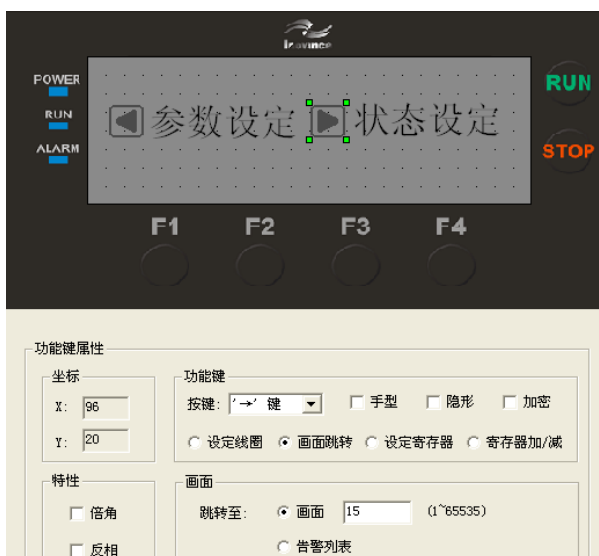 POWER
RUN
ALARM
参数设定 状态设定
RUN
STOP
F1 F2 F3 F4
功能键属性
坐标
X: 96
Y: 20
功能键
按键: '→' 键 手型 隐形 加密
设定线圈 画面跳转 设定寄存器 寄存器加/减
特性
倍角
反相
画面
跳转至: 画面 15 (1~65535)
告警列表